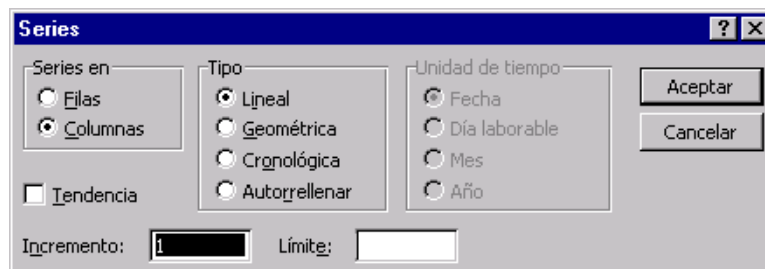 Series
Series en
Filas
Columnas
Tendencia
Tipo
Lineal
Geométrica
Cronológica
Autorrellenar
Unidad de tiempo
Fecha
Día laborable
Mes
Año
Aceptar
Cancelar
Incremento: 1
Límite: